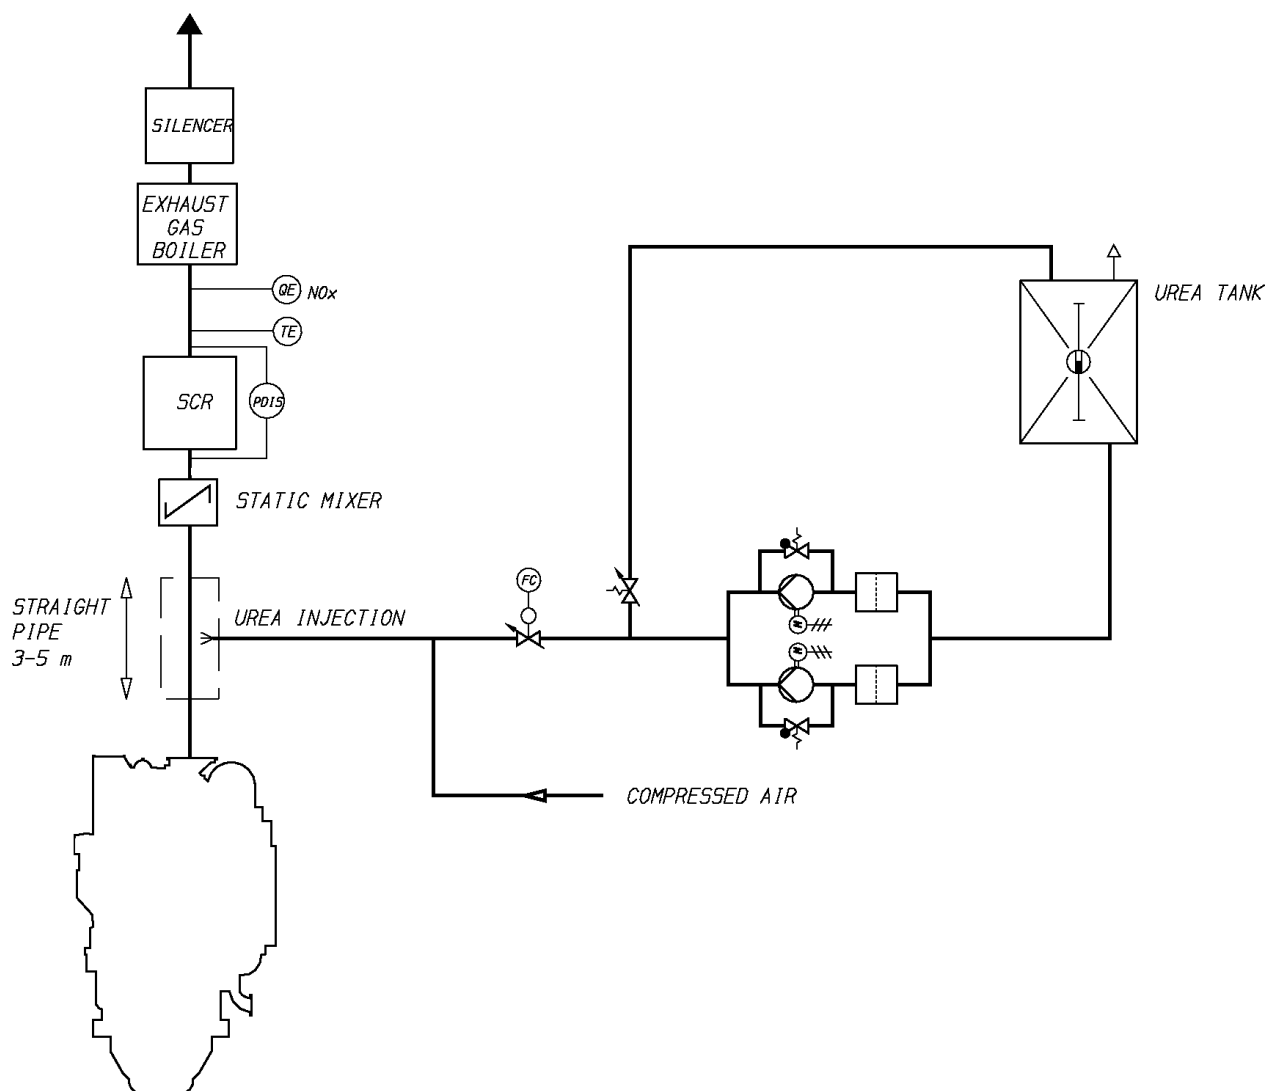 SILENCER
EXHAUST
GAS
BOILER
QE NOx
UREA TANK
TE
SCR
PDIS
STATIC MIXER
FC
STRAIGHT
PIPE
3-5 m
UREA INJECTION
M
M
COMPRESSED AIR